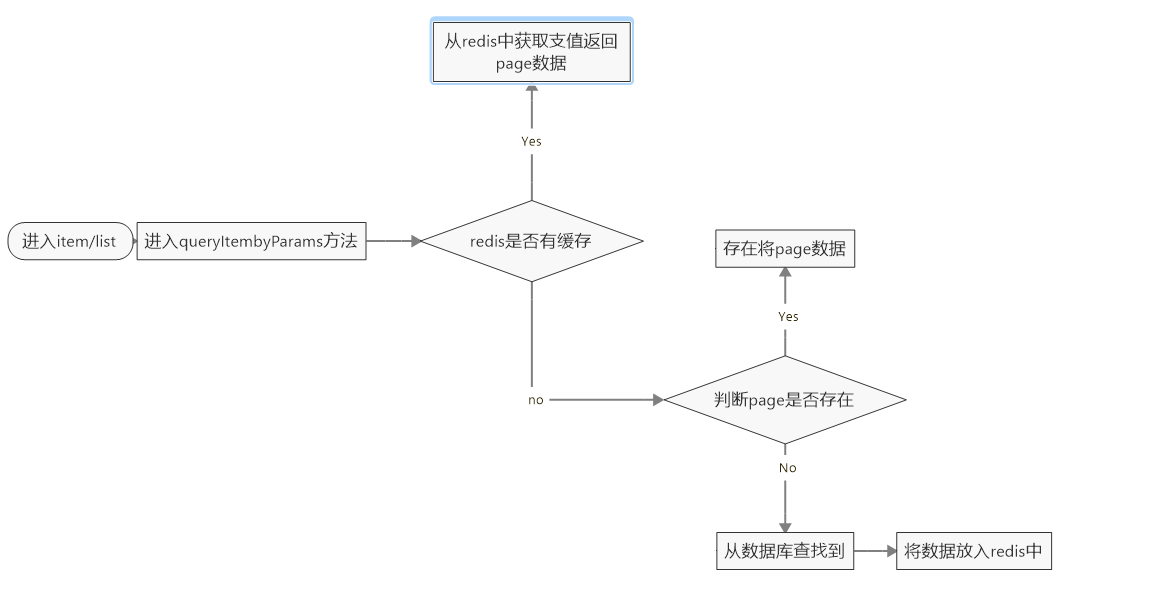 从redis中获取支值返回
page数据
Yes
进入item/list
进入queryItembyParams方法
redis是否有缓存
存在将page数据
Yes
no
判断page是否存在
No
从数据库查找到
将数据放入redis中